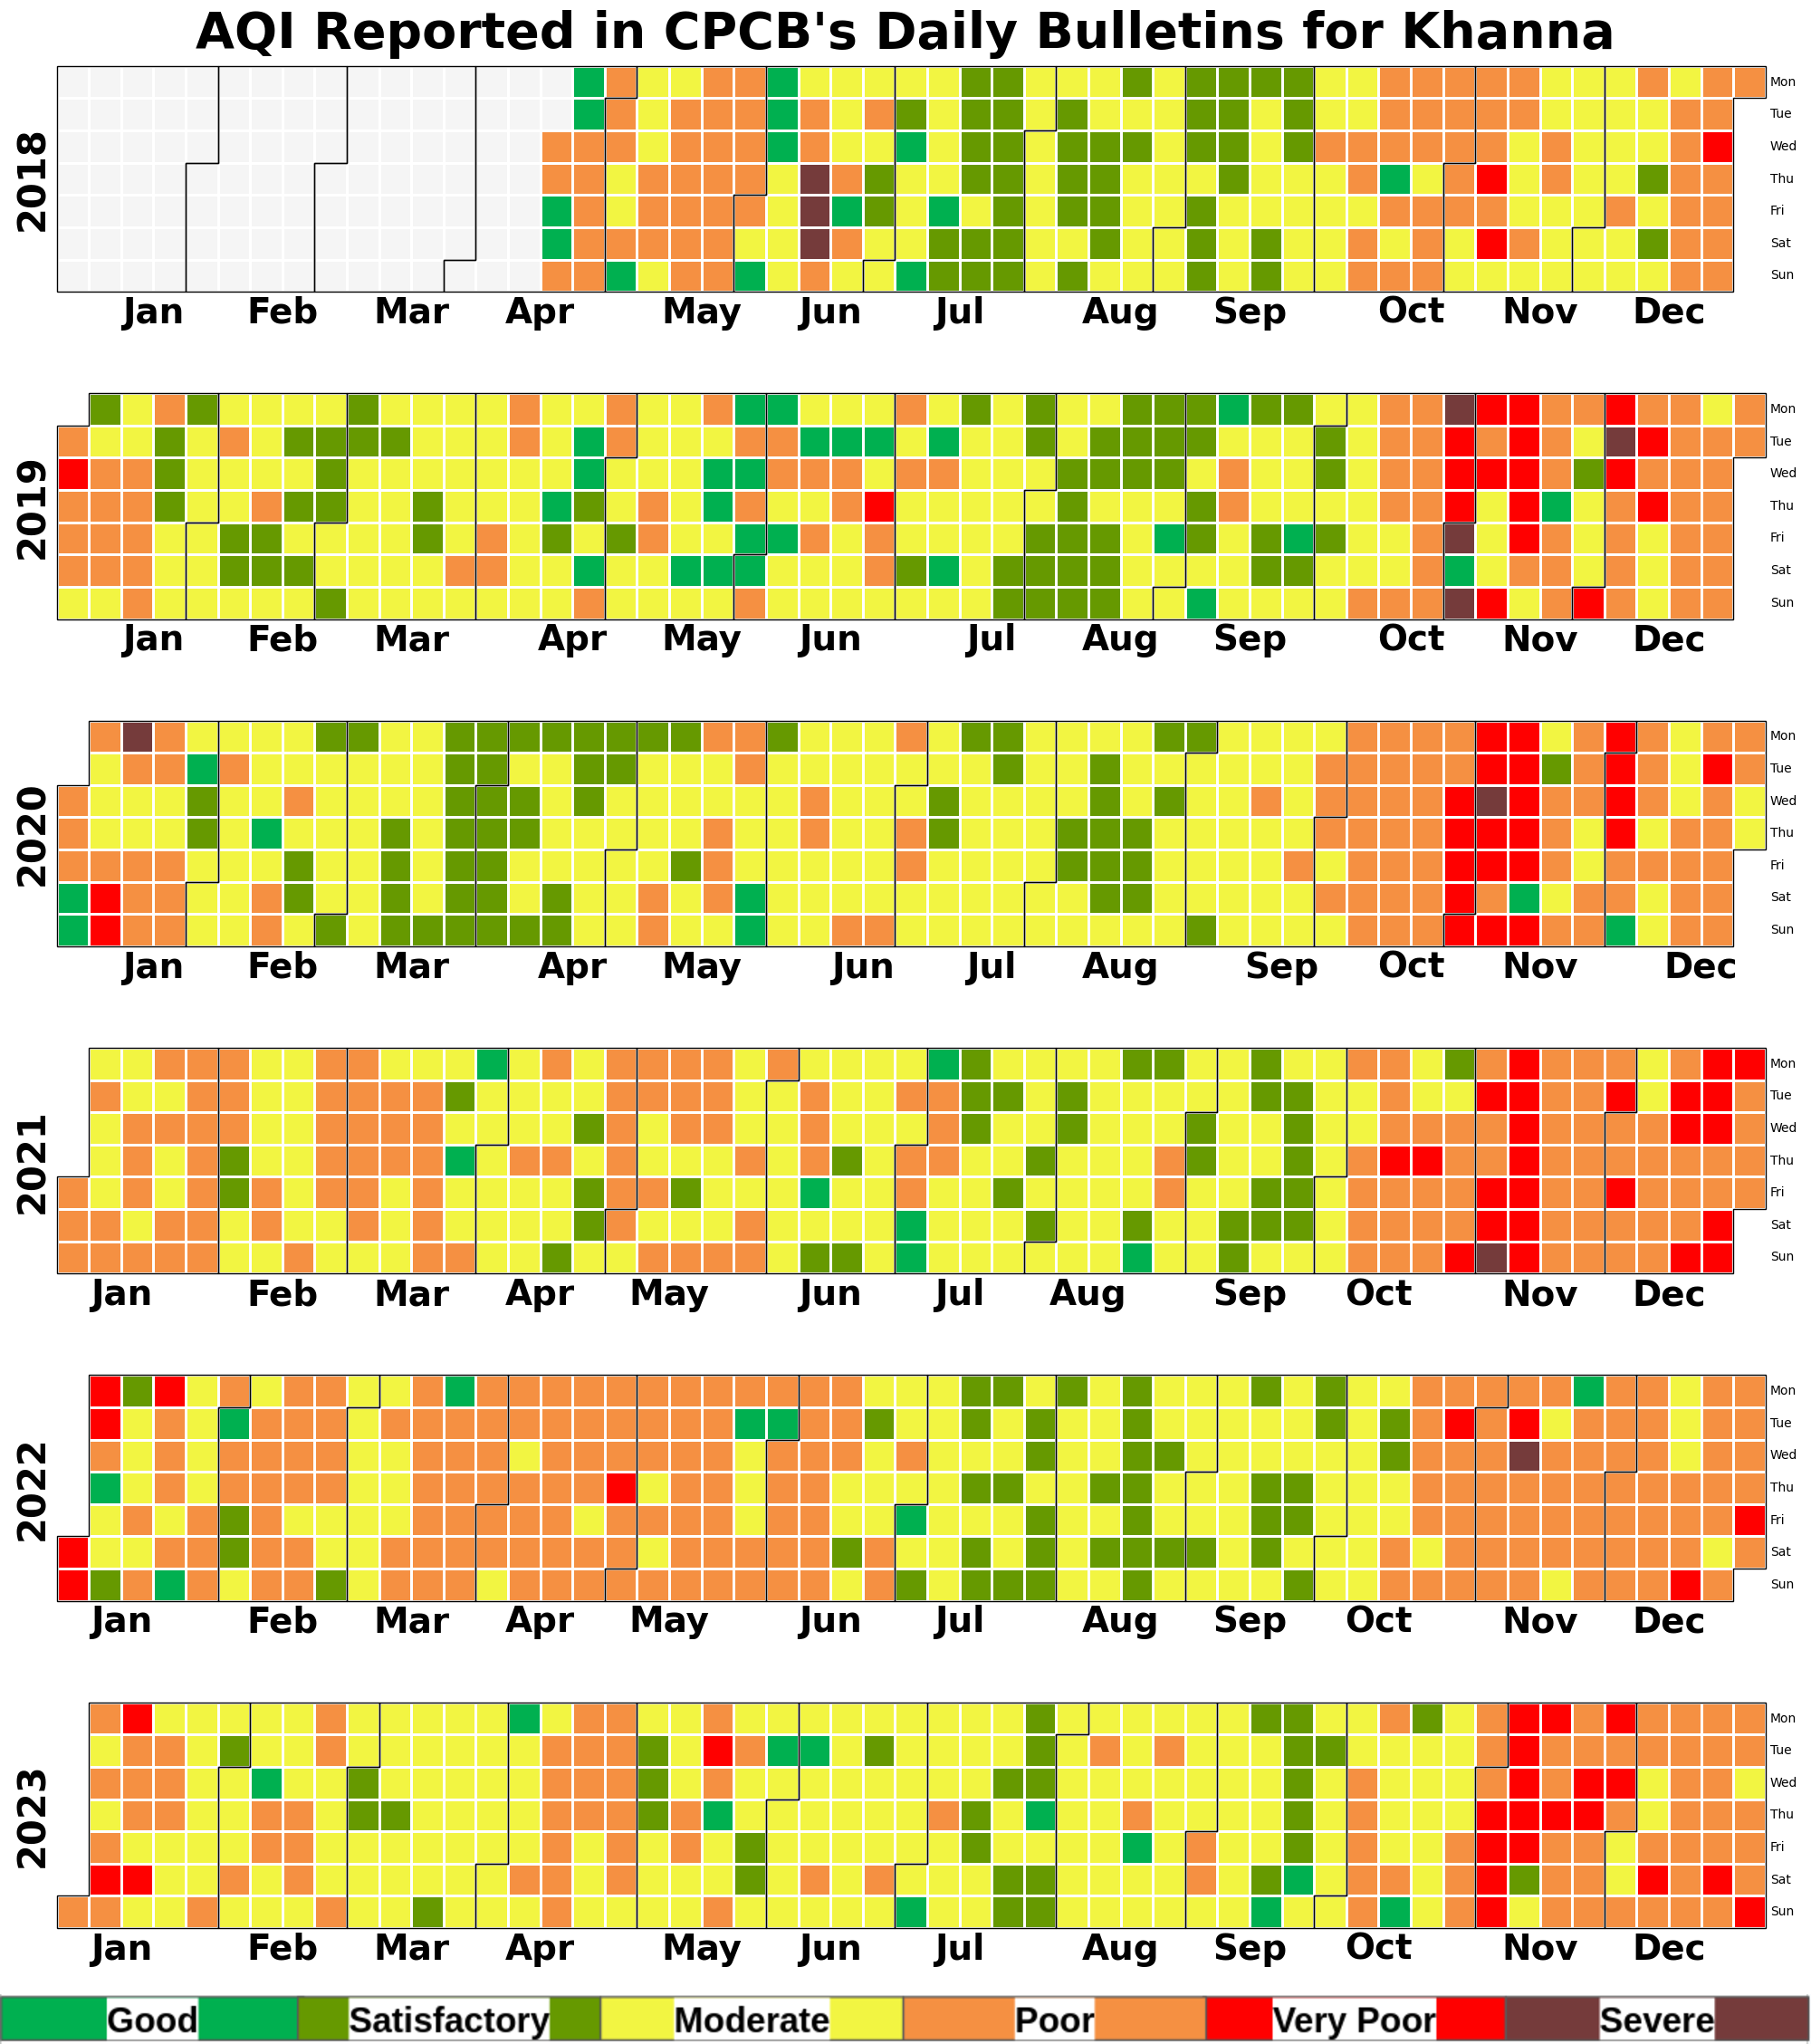 AQI Reported in CPCB's Daily Bulletins for Khanna
2018
Mon
Tue
Wed
Thu
Fri
Sat
Sun
Jan Feb Mar Apr May Jun Jul Aug Sep Oct Nov Dec
2019
Mon
Tue
Wed
Thu
Fri
Sat
Sun
Jan Feb Mar Apr May Jun Jul Aug Sep Oct Nov Dec
2020
Mon
Tue
Wed
Thu
Fri
Sat
Sun
Jan Feb Mar Apr May Jun Jul Aug Sep Oct Nov Dec
2021
Mon
Tue
Wed
Thu
Fri
Sat
Sun
Jan Feb Mar Apr May Jun Jul Aug Sep Oct Nov Dec
2022
Mon
Tue
Wed
Thu
Fri
Sat
Sun
Jan Feb Mar Apr May Jun Jul Aug Sep Oct Nov Dec
2023
Mon
Tue
Wed
Thu
Fri
Sat
Sun
Jan Feb Mar Apr May Jun Jul Aug Sep Oct Nov Dec
Good Satisfactory Moderate Poor Very Poor Severe